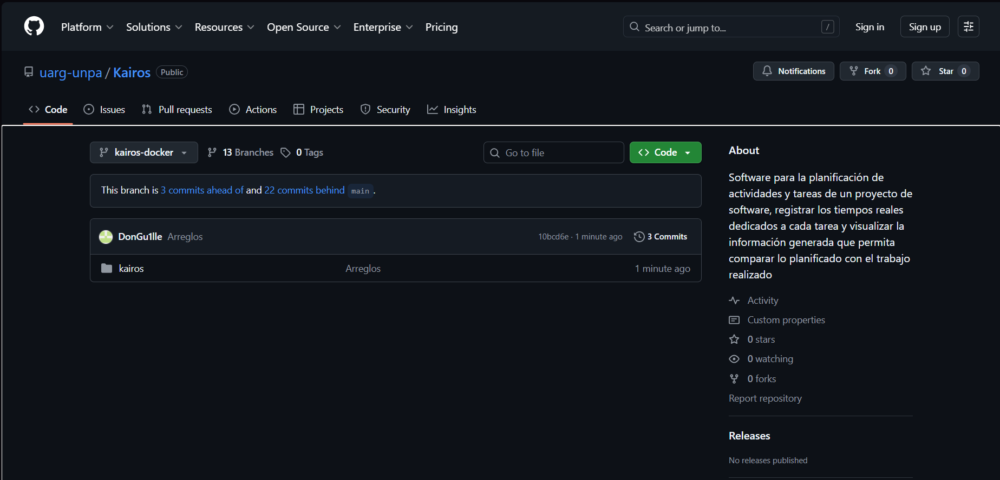 Platform Solutions Resources Open Source Enterprise Pricing Search or jump to... / Sign in Sign up
uarg-unpa / Kairos Public Notifications Fork 0 Star 0
Code Issues Pull requests Actions Projects Security Insights
kairos-docker 13 Branches 0 Tags Go to file Code
This branch is 3 commits ahead of and 22 commits behind main .
DonGu1lle Arreglos 10bcd6e · 1 minute ago 3 Commits
kairos Arreglos 1 minute ago
About
Software para la planificación de
actividades y tareas de un proyecto de
software, registrar los tiempos reales
dedicados a cada tarea y visualizar la
información generada que permita
comparar lo planificado con el trabajo
realizado
Activity
Custom properties
0 stars
0 watching
0 forks
Report repository
Releases
No releases published